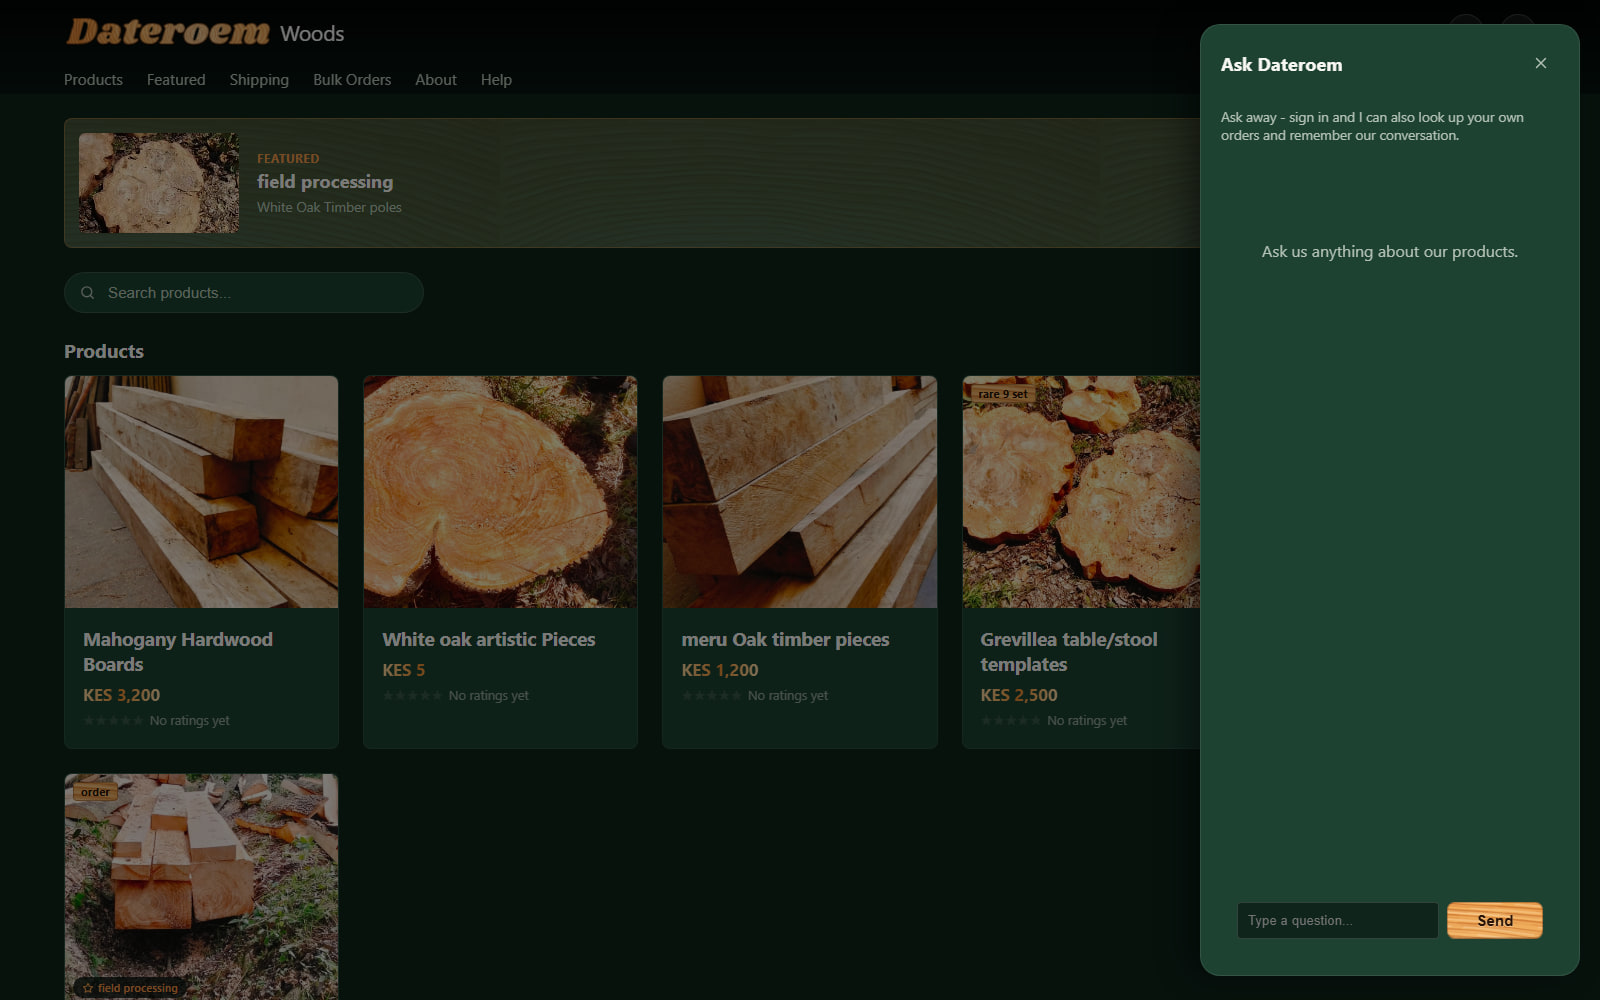 Dateroem Woods
Products Featured Shipping Bulk Orders About Help
FEATURED
field processing
White Oak Timber poles
Search products...
Products
Mahogany Hardwood
Boards
KES 3,200
★★★★★ No ratings yet
White oak artistic Pieces
KES 5
★★★★★ No ratings yet
meru Oak timber pieces
KES 1,200
★★★★★ No ratings yet
rare 9 set
Grevillea table/stool
templates
KES 2,500
★★★★★ No ratings yet
order
field processing
Ask Dateroem
Ask away - sign in and I can also look up your own
orders and remember our conversation.
Ask us anything about our products.
Type a question...
Send